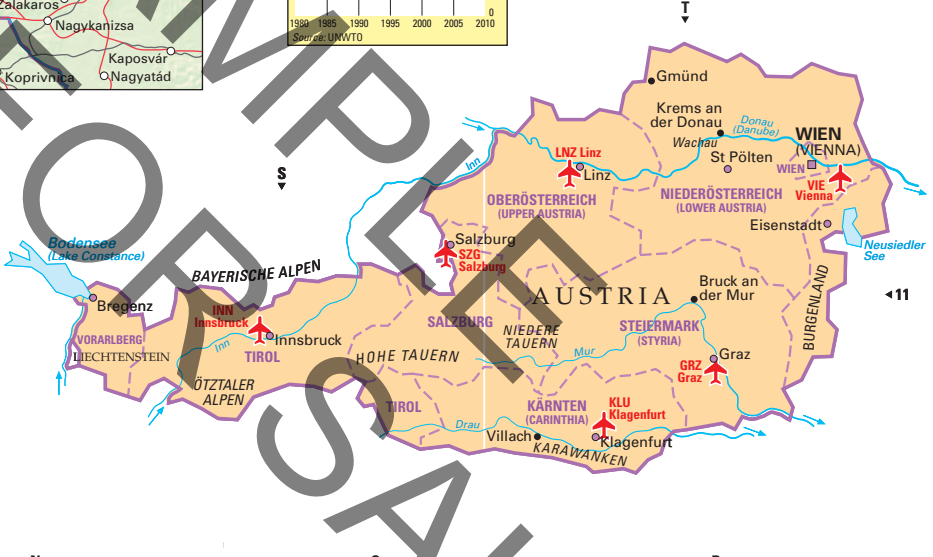 Zalakaros
Nagykanizsa
Kaposvár
Koprivnica
Nagyatád
0
1980 1985 1990 1995 2000 2005 2010
Source: UNWTO
T
S
Gmünd
Krems an
der Donau
Donau
(Danube)
Wachau
WIEN
(VIENNA)
WIEN
St Pölten
VIE
Vienna
LNZ Linz
Linz
Inn
OBERÖSTERREICH
(UPPER AUSTRIA)
NIEDERÖSTERREICH
(LOWER AUSTRIA)
Eisenstadt
Neusiedler
See
Salzburg
SZG
Salzburg
Bodensee
(Lake Constance)
BAYERISCHE ALPEN
Bregenz
AUSTRIA
Bruck an
der Mur
11
BURGENLAND
INN
Innsbruck
Innsbruck
Inn
VORARLBERG
LIECHTENSTEIN
TIROL
SALZBURG
NIEDERE
TAUERN
STEIERMARK
(STYRIA)
HOHE TAUERN
Mur
Graz
GRZ
Graz
ÖTZTALER
ALPEN
TIROL
KÄRNTEN
(CARINTHIA)
KLU
Klagenfurt
Drau
Villach
Klagenfurt
KARAWANKEN
SAMPLE
FOR SAL